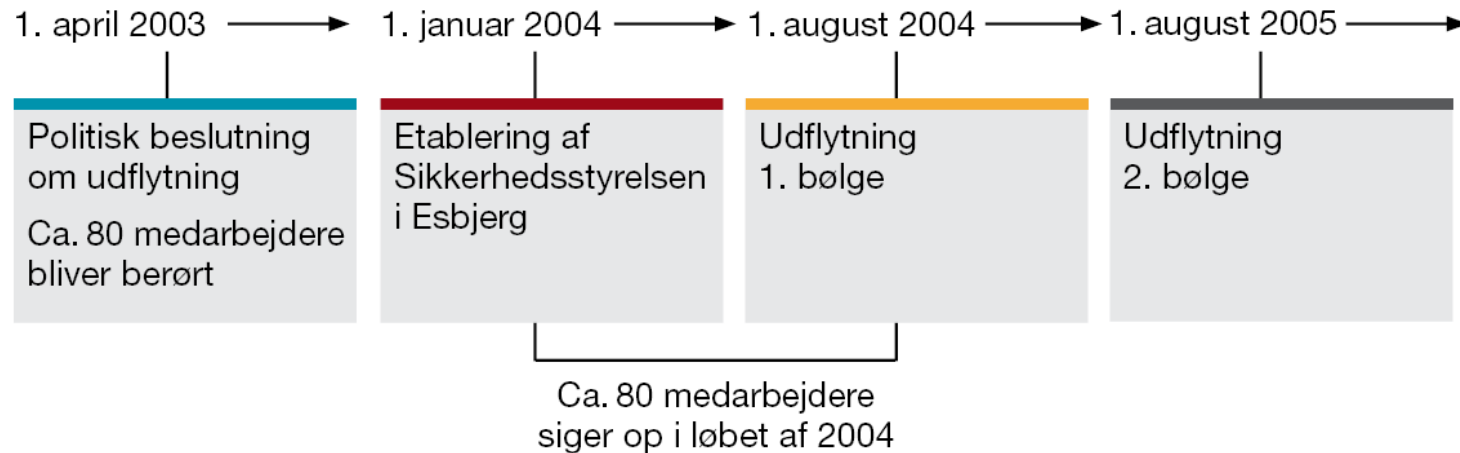 1. april 2003
1. januar 2004
1. august 2004
1. august 2005
Politisk beslutning
om udflytning
Ca. 80 medarbejdere
bliver berørt
Etablering af
Sikkerhedsstyrelsen
i Esbjerg
Udflytning
1. bølge
Udflytning
2. bølge
Ca. 80 medarbejdere
siger op i løbet af 2004